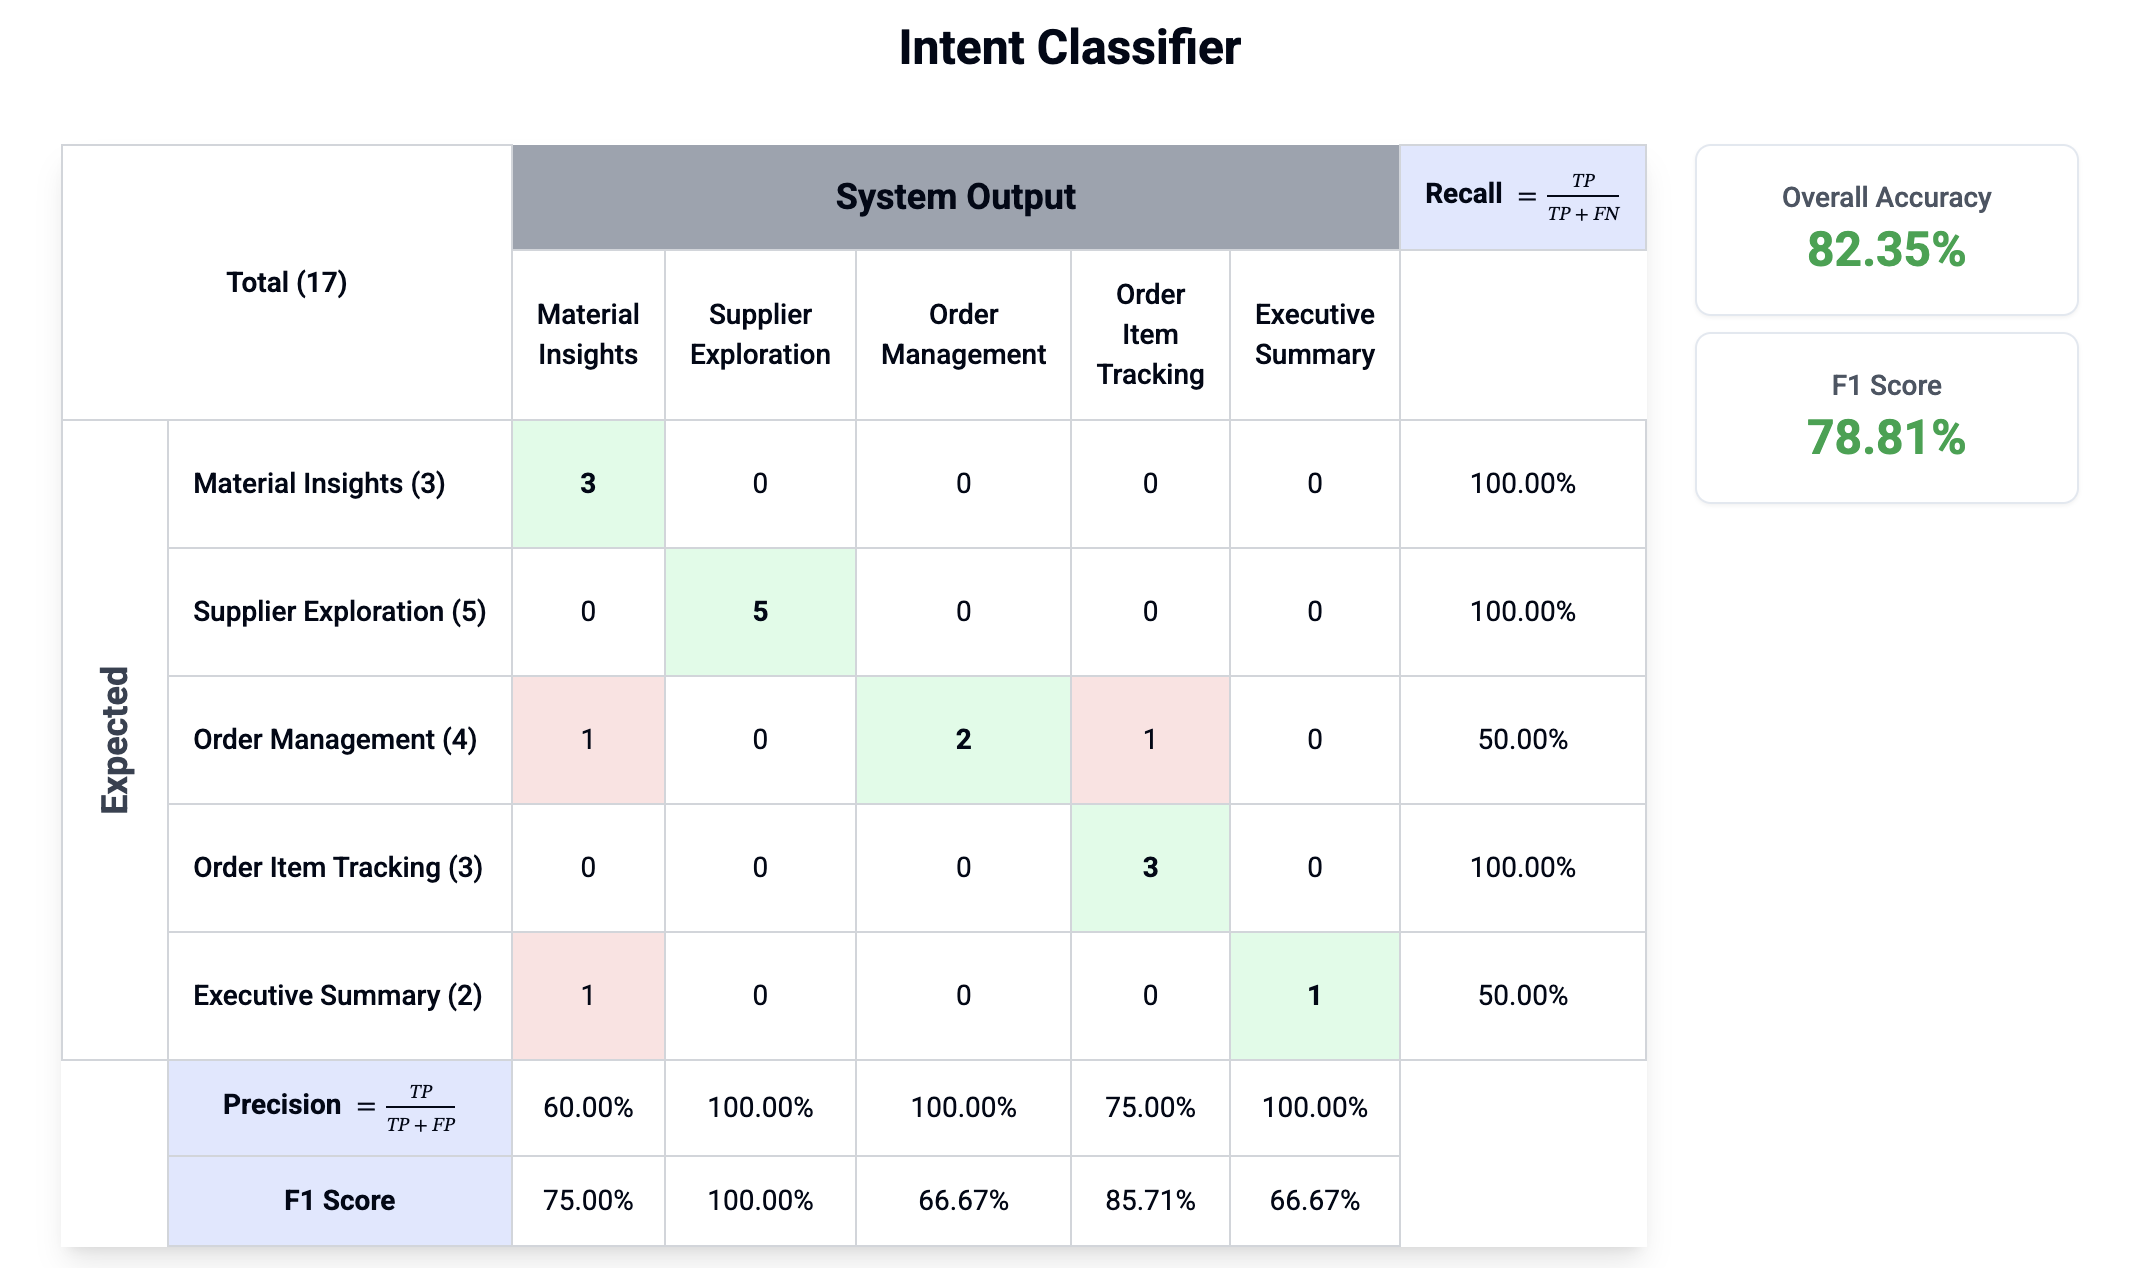 Intent Classifier
Total (17)
System Output
Recall = TP / TP + FN
Material Insights
Supplier Exploration
Order Management
Order Item Tracking
Executive Summary
Expected
Material Insights (3) 3 0 0 0 0 100.00%
Supplier Exploration (5) 0 5 0 0 0 100.00%
Order Management (4) 1 0 2 1 0 50.00%
Order Item Tracking (3) 0 0 0 3 0 100.00%
Executive Summary (2) 1 0 0 0 1 50.00%
Precision = TP / TP + FP 60.00% 100.00% 100.00% 75.00% 100.00%
F1 Score 75.00% 100.00% 66.67% 85.71% 66.67%
Overall Accuracy
82.35%
F1 Score
78.81%